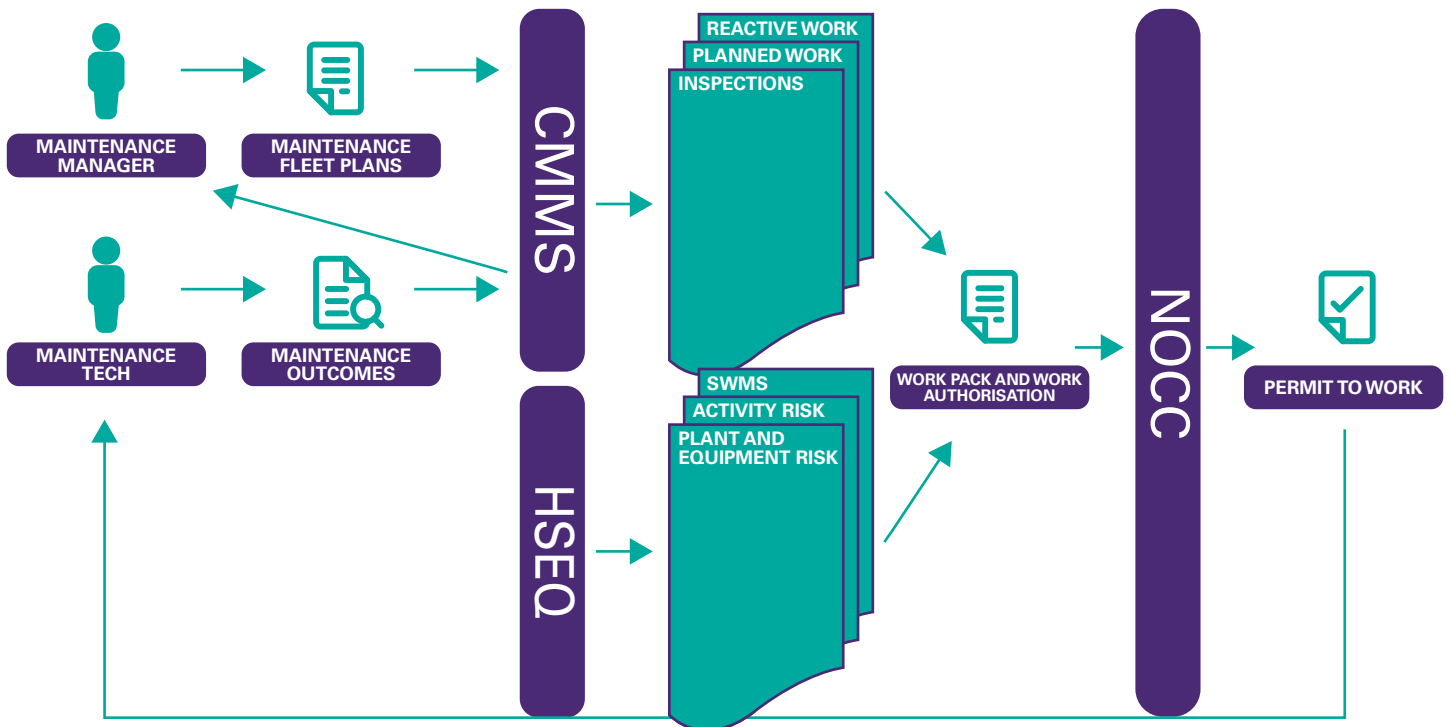 MAINTENANCE
MANAGER
MAINTENANCE
FLEET PLANS
MAINTENANCE
TECH
MAINTENANCE
OUTCOMES
CMMS
HSEQ
REACTIVE WORK
PLANNED WORK
INSPECTIONS
SWMS
ACTIVITY RISK
PLANT AND
EQUIPMENT RISK
WORK PACK AND WORK
AUTHORISATION
NOCC
PERMIT TO WORK